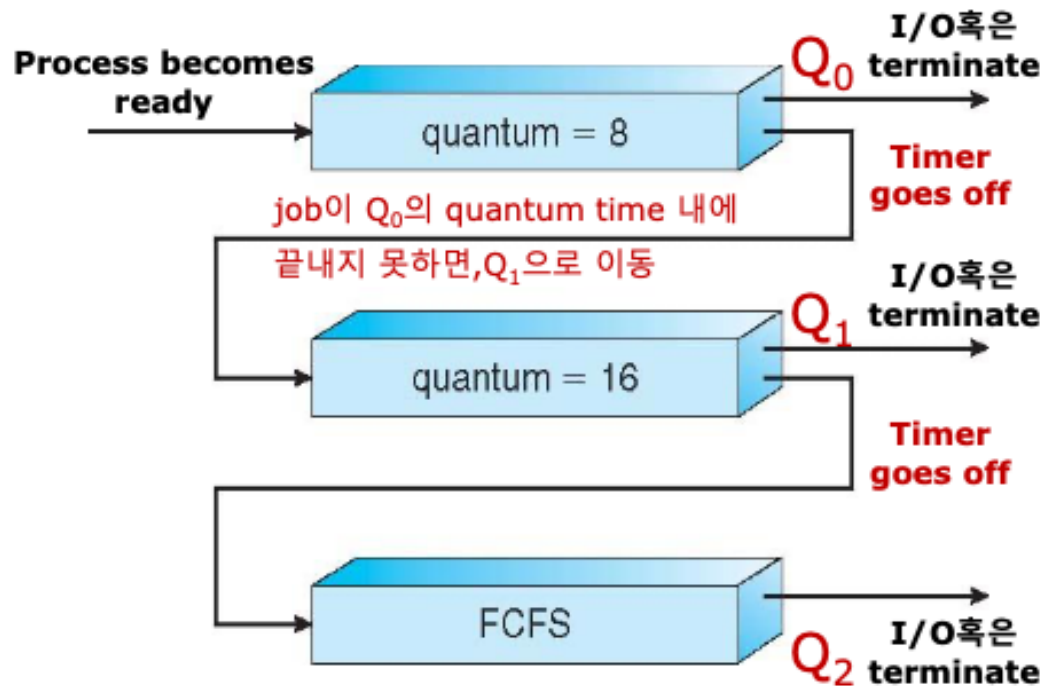 Process becomes
ready
quantum = 8
Q0
I/O혹은
terminate
Timer
goes off
job이 Q0의 quantum time 내에
끝내지 못하면,Q1으로 이동
quantum = 16
Q1
I/O혹은
terminate
Timer
goes off
FCFS
Q2
I/O혹은
terminate